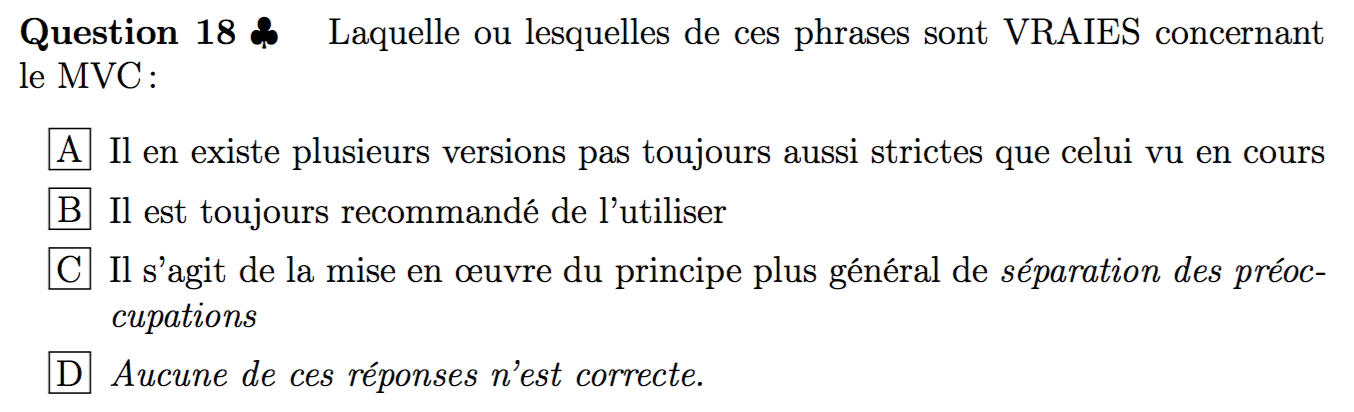 Question 18 ♣ Laquelle ou lesquelles de ces phrases sont VRAIES concernant
le MVC :
A Il en existe plusieurs versions pas toujours aussi strictes que celui vu en cours
B Il est toujours recommandé de l'utiliser
C Il s'agit de la mise en œuvre du principe plus général de séparation des préoc-
cupations
D Aucune de ces réponses n'est correcte.